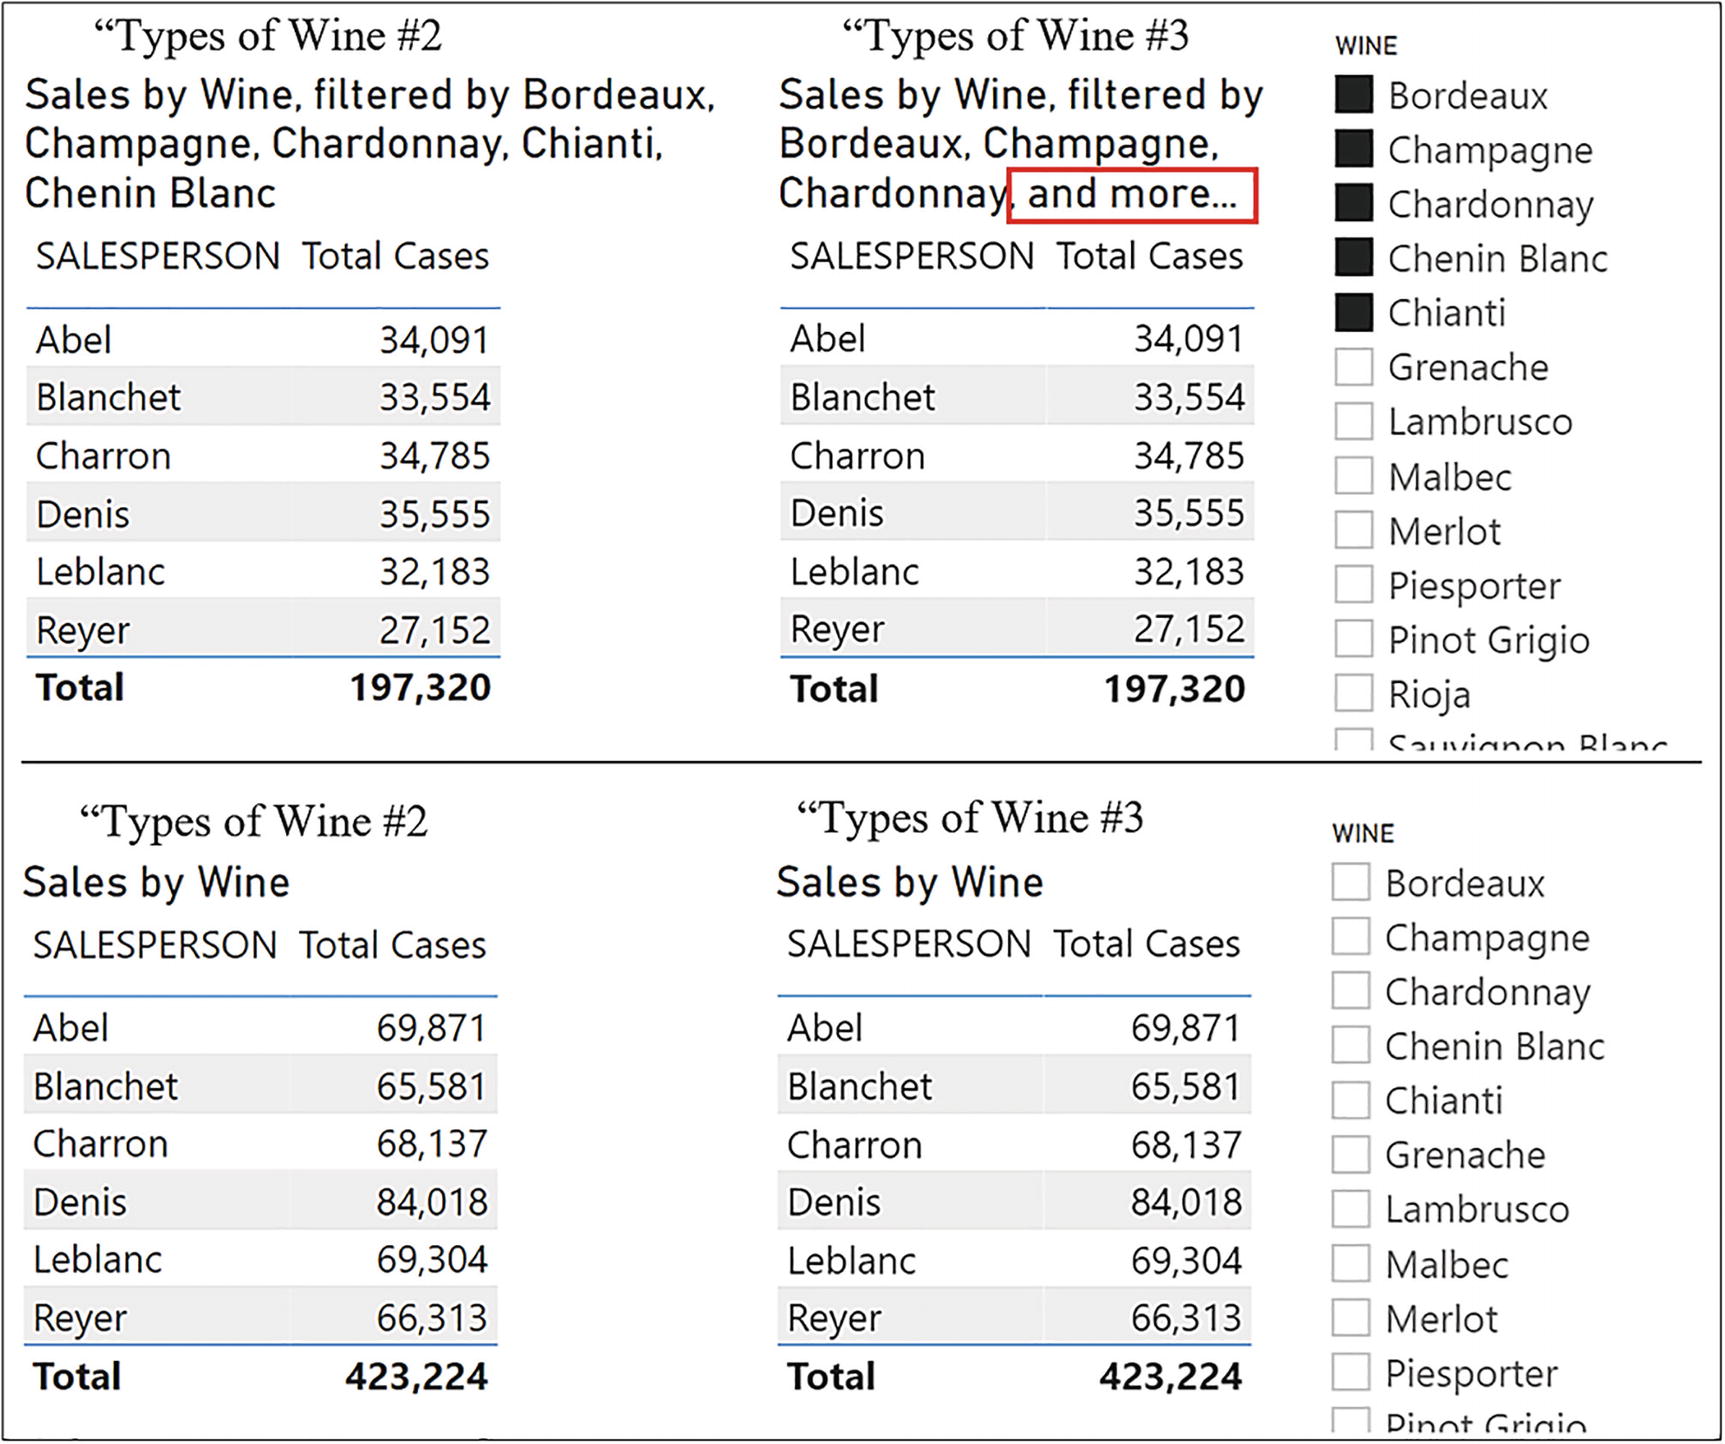 “Types of Wine #2
Sales by Wine, filtered by Bordeaux,
Champagne, Chardonnay, Chianti,
Chenin Blanc
SALESPERSON Total Cases
Abel 34,091
Blanchet 33,554
Charron 34,785
Denis 35,555
Leblanc 32,183
Reyer 27,152
Total 197,320
“Types of Wine #3
Sales by Wine, filtered by
Bordeaux, Champagne,
Chardonnay, and more...
SALESPERSON Total Cases
Abel 34,091
Blanchet 33,554
Charron 34,785
Denis 35,555
Leblanc 32,183
Reyer 27,152
Total 197,320
WINE
Bordeaux
Champagne
Chardonnay
Chenin Blanc
Chianti
Grenache
Lambrusco
Malbec
Merlot
Piesporter
Pinot Grigio
Rioja
Sauvignon Blanc
“Types of Wine #2
Sales by Wine
SALESPERSON Total Cases
Abel 69,871
Blanchet 65,581
Charron 68,137
Denis 84,018
Leblanc 69,304
Reyer 66,313
Total 423,224
“Types of Wine #3
Sales by Wine
SALESPERSON Total Cases
Abel 69,871
Blanchet 65,581
Charron 68,137
Denis 84,018
Leblanc 69,304
Reyer 66,313
Total 423,224
WINE
Bordeaux
Champagne
Chardonnay
Chenin Blanc
Chianti
Grenache
Lambrusco
Malbec
Merlot
Piesporter
Pinot Grigio